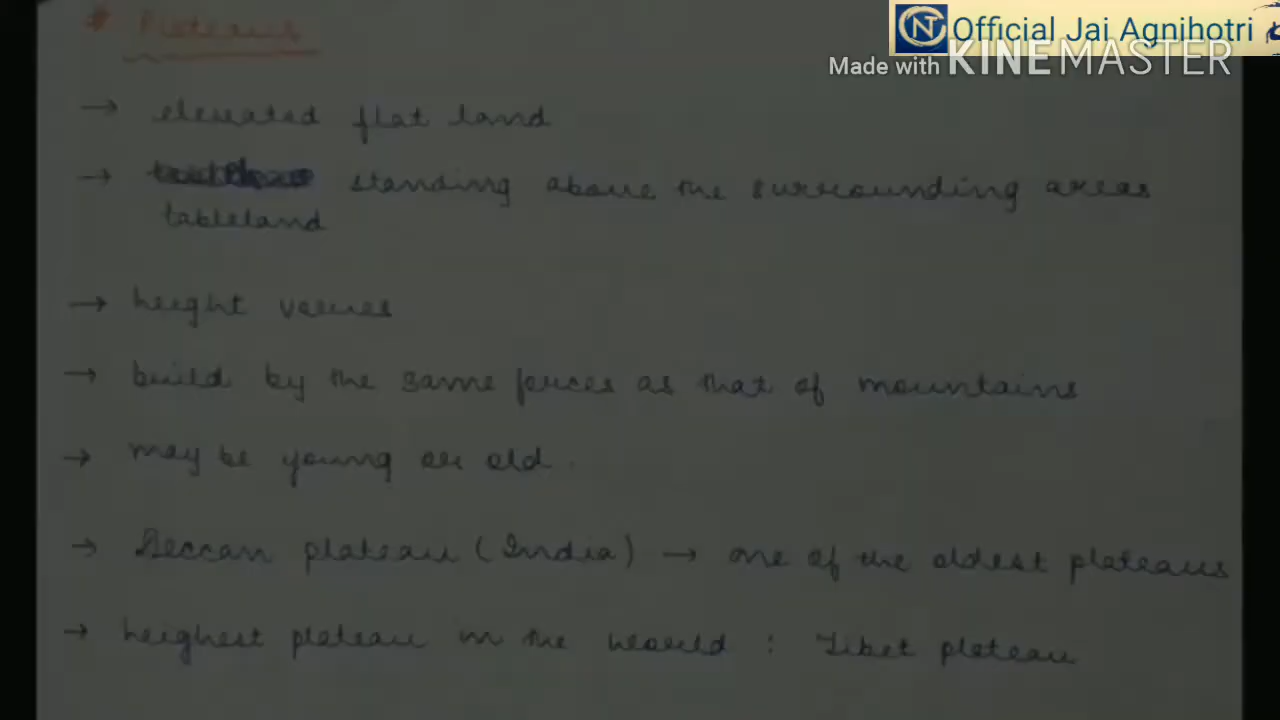 Official Jai Agnihotri
Made with KINEMASTER
# Plateaus
→ elevated flat land
→ standing above the surrounding areas
tableland
→ height varies
→ build by the same forces as that of mountains
→ may be young or old.
→ Deccan plateau (India) → one of the oldest plateaus
→ heighest plateau in the world : Tibet plateau